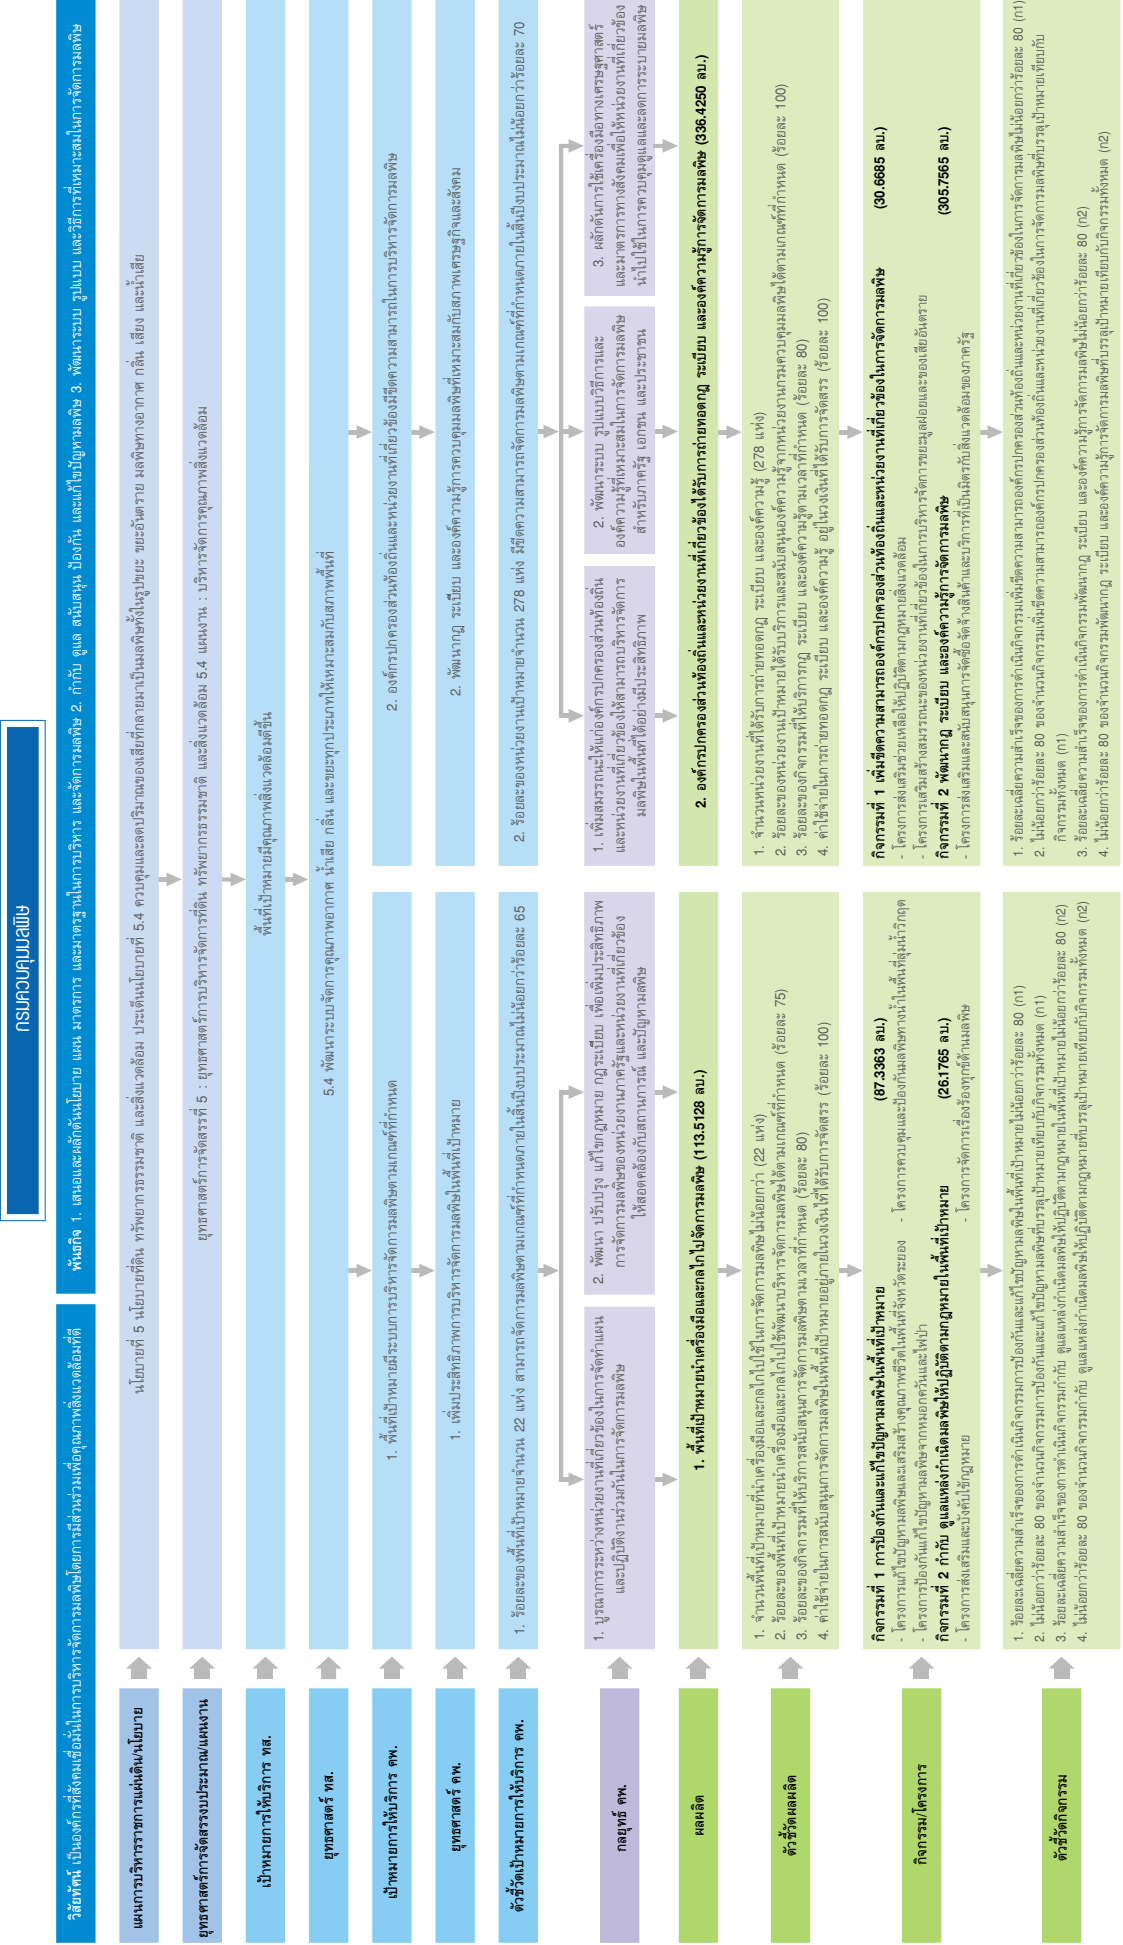 กรมควบคุมมลพิษ
วิสัยทัศน์ เป็นองค์กรที่สังคมเชื่อมั่นในการบริหารจัดการมลพิษโดยการมีส่วนร่วมเพื่อคุณภาพสิ่งแวดล้อมที่ดี
พันธกิจ 1. เสนอและผลักดันนโยบาย แผน มาตรการ และมาตรฐานในการบริหาร และจัดการมลพิษ 2. กำกับ ดูแล สนับสนุน ป้องกัน และแก้ไขปัญหามลพิษ 3. พัฒนาระบบ รูปแบบ และวิธีการที่เหมาะสมในการจัดการมลพิษ
แผนการบริหารราชการแผ่นดิน/นโยบาย
นโยบายที่ 5 นโยบายที่ดิน ทรัพยากรธรรมชาติ และสิ่งแวดล้อม ประเด็นนโยบายที่ 5.4 ควบคุมและลดปริมาณของเสียที่กลายมาเป็นมลพิษทั้งในรูปขยะ ขยะอันตราย มลพิษทางอากาศ กลิ่น เสียง และน้ำเสีย
ยุทธศาสตร์การจัดสรรงบประมาณ/แผนงาน
ยุทธศาสตร์การจัดสรรที่ 5 : ยุทธศาสตร์การบริหารจัดการที่ดิน ทรัพยากรธรรมชาติ และสิ่งแวดล้อม 5.4 แผนงาน : บริหารจัดการคุณภาพสิ่งแวดล้อม
เป้าหมายการให้บริการ ทส.
พื้นที่เป้าหมายมีคุณภาพสิ่งแวดล้อมดีขึ้น
ยุทธศาสตร์ ทส.
5.4 พัฒนาระบบจัดการคุณภาพอากาศ น้ำเสีย กลิ่น และขยะทุกประเภทให้เหมาะสมกับสภาพพื้นที่
เป้าหมายการให้บริการ คพ.
1. พื้นที่เป้าหมายมีระบบการบริหารจัดการมลพิษตามเกณฑ์ที่กำหนด
2. องค์กรปกครองส่วนท้องถิ่นและหน่วยงานที่เกี่ยวข้องมีขีดความสามารถในการบริหารจัดการมลพิษ
ยุทธศาสตร์ คพ.
1. เพิ่มประสิทธิภาพการบริหารจัดการมลพิษในพื้นที่เป้าหมาย
2. พัฒนากฎ ระเบียบ และองค์ความรู้การควบคุมมลพิษที่เหมาะสมกับสภาพเศรษฐกิจและสังคม
ตัวชี้วัดเป้าหมายการให้บริการ คพ.
1. ร้อยละของพื้นที่เป้าหมายจำนวน 22 แห่ง สามารถจัดการมลพิษตามเกณฑ์ที่กำหนดภายในสิ้นปีงบประมาณไม่น้อยกว่าร้อยละ 65
2. ร้อยละของหน่วยงานเป้าหมายจำนวน 278 แห่ง มีขีดความสามารถจัดการมลพิษตามเกณฑ์ที่กำหนดภายในสิ้นปีงบประมาณไม่น้อยกว่าร้อยละ 70
กลยุทธ์ คพ.
1. บูรณาการระหว่างหน่วยงานที่เกี่ยวข้องในการจัดทำแผน
และปฏิบัติงานร่วมกันในการจัดการมลพิษ
2. พัฒนา ปรับปรุง แก้ไขกฎหมาย กฎระเบียบ เพื่อเพิ่มประสิทธิภาพ
การจัดการมลพิษของหน่วยงานภาครัฐและหน่วยงานที่เกี่ยวข้อง
ให้สอดคล้องกับสถานการณ์ และปัญหามลพิษ
1. เพิ่มสมรรถนะให้แก่องค์กรปกครองส่วนท้องถิ่น
และหน่วยงานที่เกี่ยวข้องให้สามารถบริหารจัดการ
มลพิษในพื้นที่ได้อย่างมีประสิทธิภาพ
2. พัฒนาระบบ รูปแบบวิธีการและ
องค์ความรู้ที่เหมาะสมในการจัดการมลพิษ
สำหรับภาครัฐ เอกชน และประชาชน
3. ผลักดันการใช้เครื่องมือทางเศรษฐศาสตร์
และมาตรการทางสังคมเพื่อให้หน่วยงานที่เกี่ยวข้อง
นำไปใช้ในการควบคุมดูแลและลดการระบายมลพิษ
ผลผลิต
1. พื้นที่เป้าหมายนำเครื่องมือและกลไกไปจัดการมลพิษ (113.5128 ลบ.)
2. องค์กรปกครองส่วนท้องถิ่นและหน่วยงานที่เกี่ยวข้องได้รับการถ่ายทอดกฎ ระเบียบ และองค์ความรู้การจัดการมลพิษ (336.4250 ลบ.)
ตัวชี้วัดผลผลิต
1. จำนวนพื้นที่เป้าหมายที่นำเครื่องมือและกลไกไปใช้ในการจัดการมลพิษไม่น้อยกว่า (22 แห่ง)
2. ร้อยละของพื้นที่เป้าหมายนำเครื่องมือและกลไกไปใช้พัฒนาบริหารจัดการมลพิษได้ตามเกณฑ์ที่กำหนด (ร้อยละ 75)
3. ร้อยละของกิจกรรมที่ให้บริการสนับสนุนการจัดการมลพิษตามเวลาที่กำหนด (ร้อยละ 80)
4. ค่าใช้จ่ายในการสนับสนุนการจัดการมลพิษในพื้นที่เป้าหมายอยู่ภายในวงเงินที่ได้รับการจัดสรร (ร้อยละ 100)
1. จำนวนหน่วยงานที่ได้รับการถ่ายทอดกฎ ระเบียบ และองค์ความรู้ (278 แห่ง)
2. ร้อยละของหน่วยงานเป้าหมายได้รับบริการและสนับสนุนองค์ความรู้จากหน่วยงานกรมควบคุมมลพิษได้ตามเกณฑ์ที่กำหนด (ร้อยละ 100)
3. ร้อยละของกิจกรรมที่ให้บริการกฎ ระเบียบ และองค์ความรู้ตามเวลาที่กำหนด (ร้อยละ 80)
4. ค่าใช้จ่ายในการถ่ายทอดกฎ ระเบียบ และองค์ความรู้ อยู่ในวงเงินที่ได้รับการจัดสรร (ร้อยละ 100)
กิจกรรม/โครงการ
กิจกรรมที่ 1 การป้องกันและแก้ไขปัญหามลพิษในพื้นที่เป้าหมาย (87.3363 ลบ.)
- โครงการแก้ไขปัญหามลพิษและเสริมสร้างคุณภาพชีวิตในพื้นที่จังหวัดระยอง - โครงการควบคุมและป้องกันมลพิษทางน้ำในพื้นที่ลุ่มน้ำวิกฤต
- โครงการป้องกันแก้ไขปัญหามลพิษจากหมอกควันและไฟป่า
กิจกรรมที่ 2 กำกับ ดูแลแหล่งกำเนิดมลพิษให้ปฏิบัติตามกฎหมายในพื้นที่เป้าหมาย (26.1765 ลบ.)
- โครงการส่งเสริมและบังคับใช้กฎหมาย - โครงการจัดการเรื่องร้องทุกข์ด้านมลพิษ
กิจกรรมที่ 1 เพิ่มขีดความสามารถองค์กรปกครองส่วนท้องถิ่นและหน่วยงานที่เกี่ยวข้องในการจัดการมลพิษ (30.6685 ลบ.)
- โครงการส่งเสริมช่วยเหลือให้ปฏิบัติตามกฎหมายสิ่งแวดล้อม
- โครงการเสริมสร้างสมรรถนะของหน่วยงานที่เกี่ยวข้องในการบริหารจัดการขยะมูลฝอยและของเสียอันตราย
กิจกรรมที่ 2 พัฒนากฎ ระเบียบ และองค์ความรู้การจัดการมลพิษ (305.7565 ลบ.)
- โครงการส่งเสริมและสนับสนุนการจัดซื้อจัดจ้างสินค้าและบริการที่เป็นมิตรกับสิ่งแวดล้อมของภาครัฐ
ตัวชี้วัดกิจกรรม
1. ร้อยละเฉลี่ยความสำเร็จของการดำเนินกิจกรรมการป้องกันและแก้ไขปัญหามลพิษในพื้นที่เป้าหมายไม่น้อยกว่าร้อยละ 80 (ก1)
2. ไม่น้อยกว่าร้อยละ 80 ของจำนวนกิจกรรมการป้องกันและแก้ไขปัญหามลพิษที่บรรลุเป้าหมายเทียบกับกิจกรรมทั้งหมด (ก1)
3. ร้อยละเฉลี่ยความสำเร็จของการดำเนินกิจกรรมกำกับ ดูแลแหล่งกำเนิดมลพิษให้ปฏิบัติตามกฎหมายในพื้นที่เป้าหมายไม่น้อยกว่าร้อยละ 80 (ก2)
4. ไม่น้อยกว่าร้อยละ 80 ของจำนวนกิจกรรมกำกับ ดูแลแหล่งกำเนิดมลพิษให้ปฏิบัติตามกฎหมายที่บรรลุเป้าหมายเทียบกับกิจกรรมทั้งหมด (ก2)
1. ร้อยละเฉลี่ยความสำเร็จของการดำเนินกิจกรรมเพิ่มขีดความสามารถองค์กรปกครองส่วนท้องถิ่นและหน่วยงานที่เกี่ยวข้องในการจัดการมลพิษไม่น้อยกว่าร้อยละ 80 (ก1)
2. ไม่น้อยกว่าร้อยละ 80 ของจำนวนกิจกรรมเพิ่มขีดความสามารถองค์กรปกครองส่วนท้องถิ่นและหน่วยงานที่เกี่ยวข้องในการจัดการมลพิษที่บรรลุเป้าหมายเทียบกับ
กิจกรรมทั้งหมด (ก1)
3. ร้อยละเฉลี่ยความสำเร็จของการดำเนินกิจกรรมพัฒนากฎ ระเบียบ และองค์ความรู้การจัดการมลพิษไม่น้อยกว่าร้อยละ 80 (ก2)
4. ไม่น้อยกว่าร้อยละ 80 ของจำนวนกิจกรรมพัฒนากฎ ระเบียบ และองค์ความรู้การจัดการมลพิษที่บรรลุเป้าหมายเทียบกับกิจกรรมทั้งหมด (ก2)